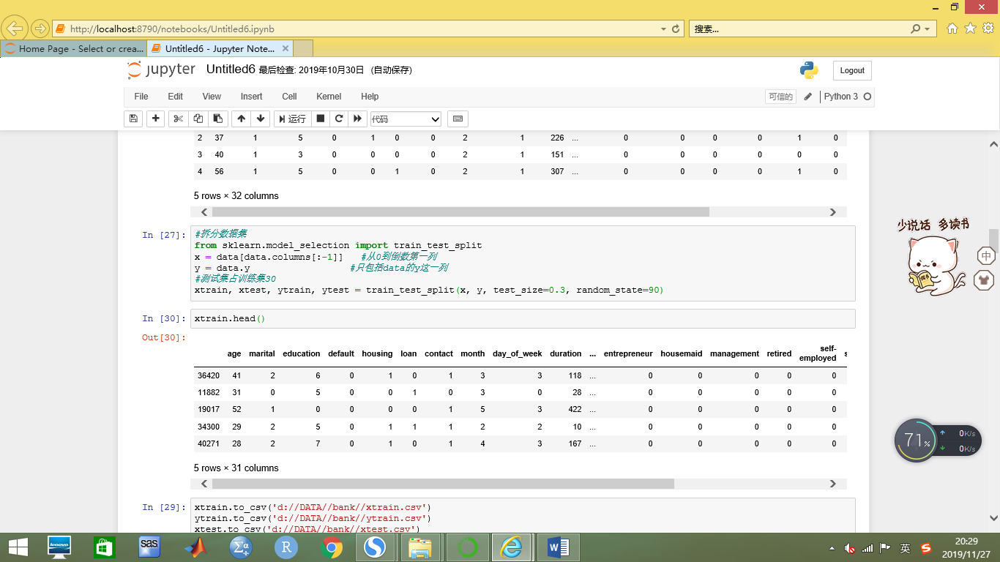 http://localhost:8790/notebooks/Untitled6.ipynb
搜索...
Home Page - Select or crea...
Untitled6 - Jupyter Note...
jupyter Untitled6 最后检查: 2019年10月30日 (自动保存)
Logout
File Edit View Insert Cell Kernel Help
可信的 Python 3
运行 代码
2 37 1 5 0 1 0 0 2 1 226 ... 0 0 0 0 1 0
3 40 1 3 0 0 0 0 2 1 151 ... 0 0 0 0 0 0
4 56 1 5 0 0 1 0 2 1 307 ... 0 0 0 0 1 0
5 rows × 32 columns
In [27]:
#拆分数据集
from sklearn.model_selection import train_test_split
x = data[data.columns[:-1]] #从0到倒数第一列
y = data.y #只包括data的y这一列
#测试集占训练集30
xtrain, xtest, ytrain, ytest = train_test_split(x, y, test_size=0.3, random_state=90)
In [30]: xtrain.head()
Out[30]:
age marital education default housing loan contact month day_of_week duration ... entrepreneur housemaid management retired self-employed s
36420 41 2 6 0 1 0 1 3 3 118 ... 0 0 0 0 0
11882 31 0 5 0 0 1 0 3 0 28 ... 0 0 0 0 0
19017 52 1 0 0 0 0 1 5 3 422 ... 0 0 0 0 0
34300 29 2 5 0 1 1 1 2 2 10 ... 0 0 0 0 0
40271 28 2 7 0 1 0 1 4 3 167 ... 0 0 0 0 0
5 rows × 31 columns
In [29]:
xtrain.to_csv('d://DATA//bank//xtrain.csv')
ytrain.to_csv('d://DATA//bank//ytrain.csv')
xtest.to_csv('d://DATA//bank//xtest.csv')
少说话 多读书
中
71%
0K/s
0K/s
lenovo
sas
Σα
R
S
W
英
20:29
2019/11/27